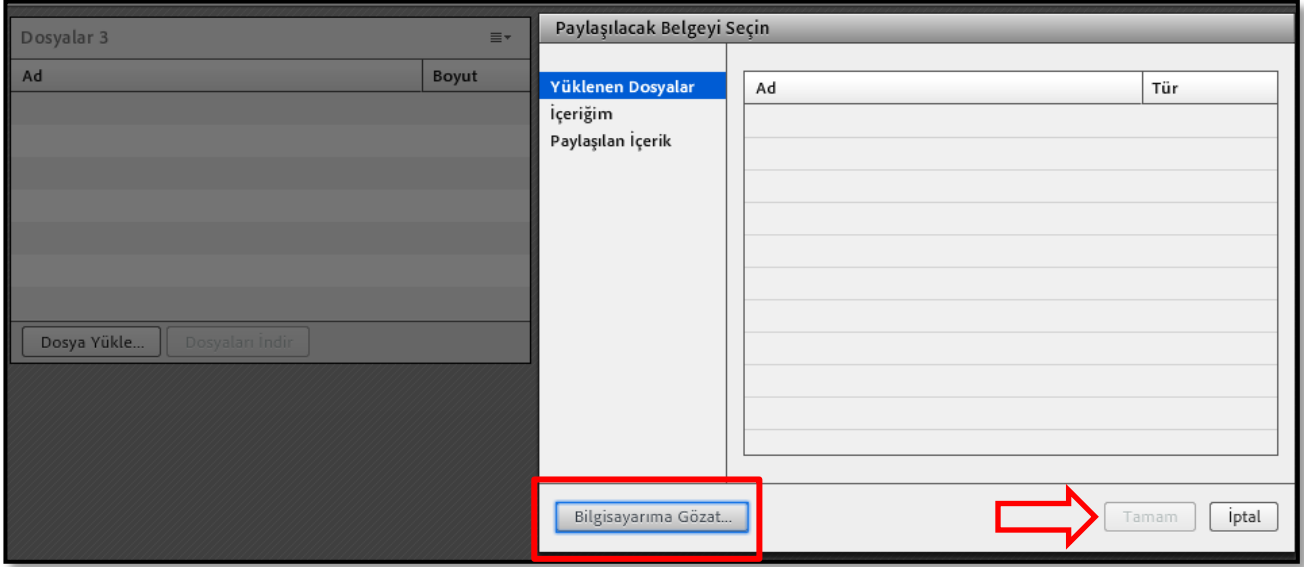 Dosyalar 3
Ad Boyut
Dosya Yükle... Dosyaları İndir
Paylaşılacak Belgeyi Seçin
Yüklenen Dosyalar
İçeriğim
Paylaşılan İçerik
Ad Tür
Bilgisayarıma Gözat... Tamam İptal